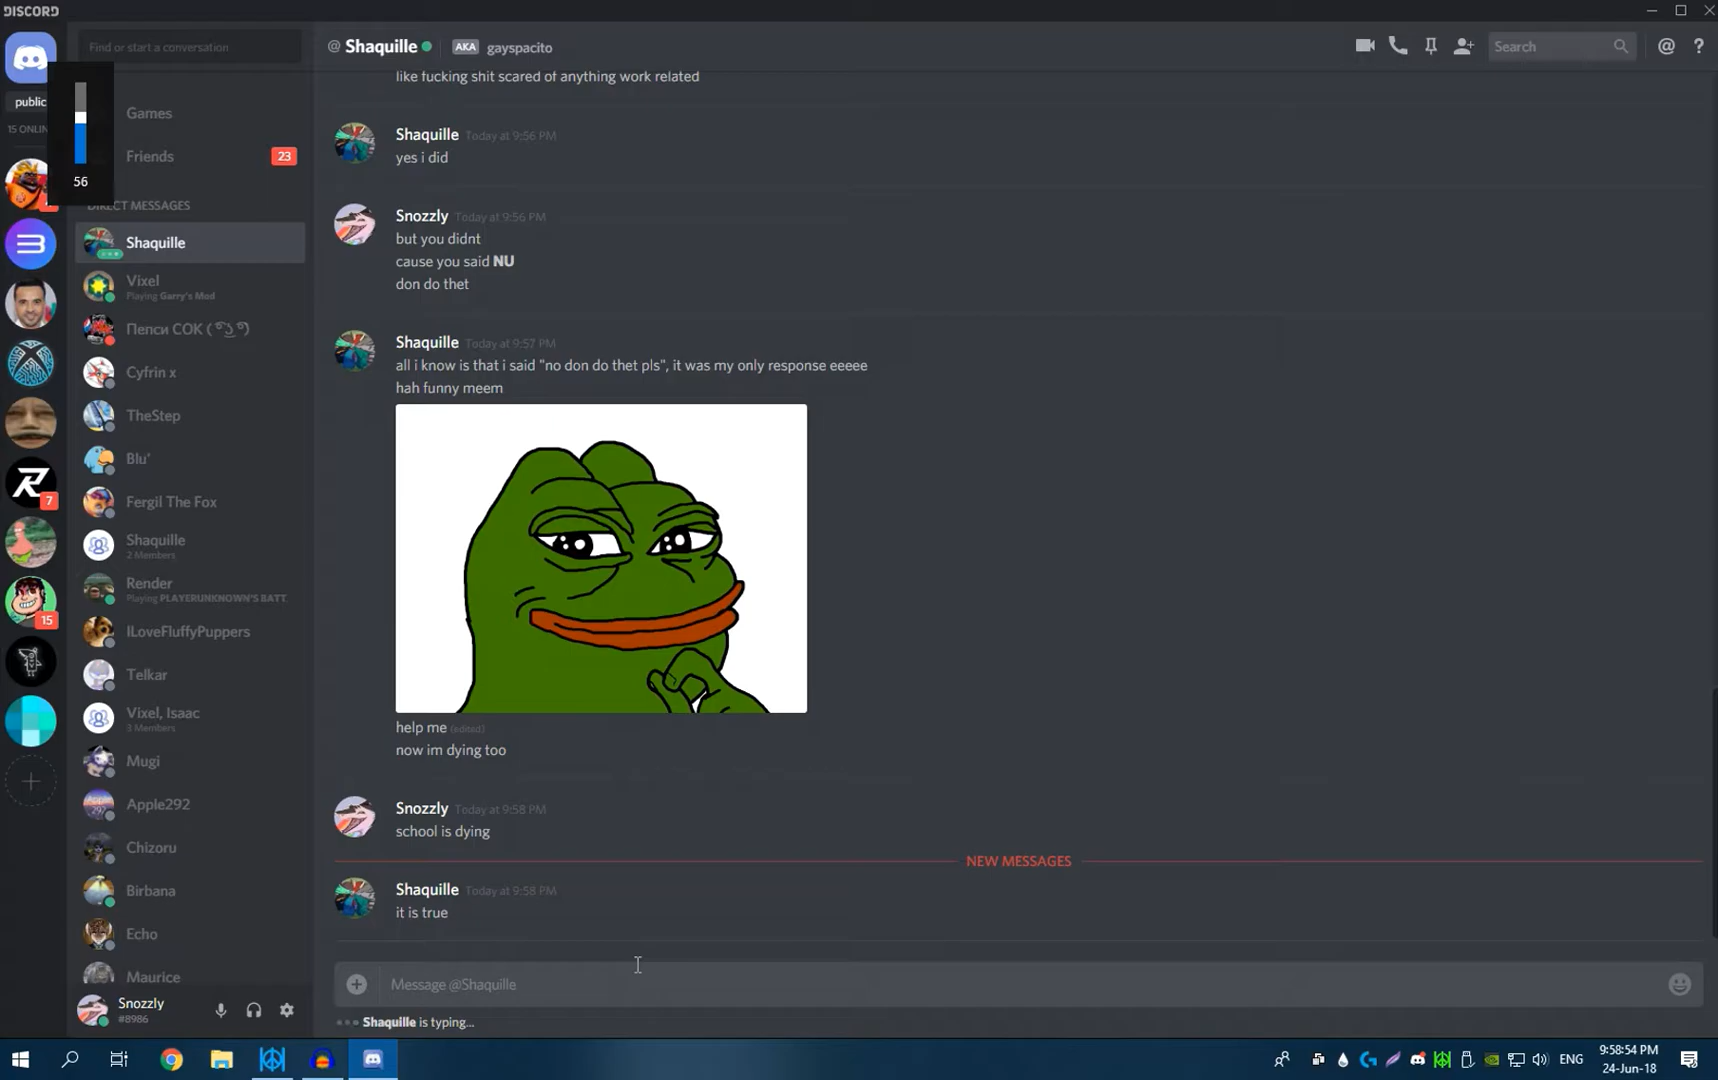 DISCORD
Find or start a conversation
@ Shaquille AKA gayspacito
Search
@ ?
public
15 ONLIN
56
Games
Friends 23
DIRECT MESSAGES
Shaquille
Vixel
Playing Garry's Mod
Cyfrin x
TheStep
Blu'
Fergil The Fox
Shaquille
2 Members
Render
Playing PLAYERUNKNOWN'S BATT
ILoveFluffyPuppers
Telkar
Vixel, Isaac
3 Members
Mugi
Apple292
Chizoru
Birbana
Echo
Maurice
7
15
Snozzly
#8986
like fucking shit scared of anything work related
Shaquille Today at 9:56 PM
yes i did
Snozzly Today at 9:56 PM
but you didnt
cause you said NU
don do thet
Shaquille Today at 9:57 PM
all i know is that i said "no don do thet pls", it was my only response eeeee
hah funny meem
help me (edited)
now im dying too
Snozzly Today at 9:58 PM
school is dying
NEW MESSAGES
Shaquille Today at 9:58 PM
it is true
Message @Shaquille
Shaquille is typing...
ENG
9:58:54 PM
24-Jun-18